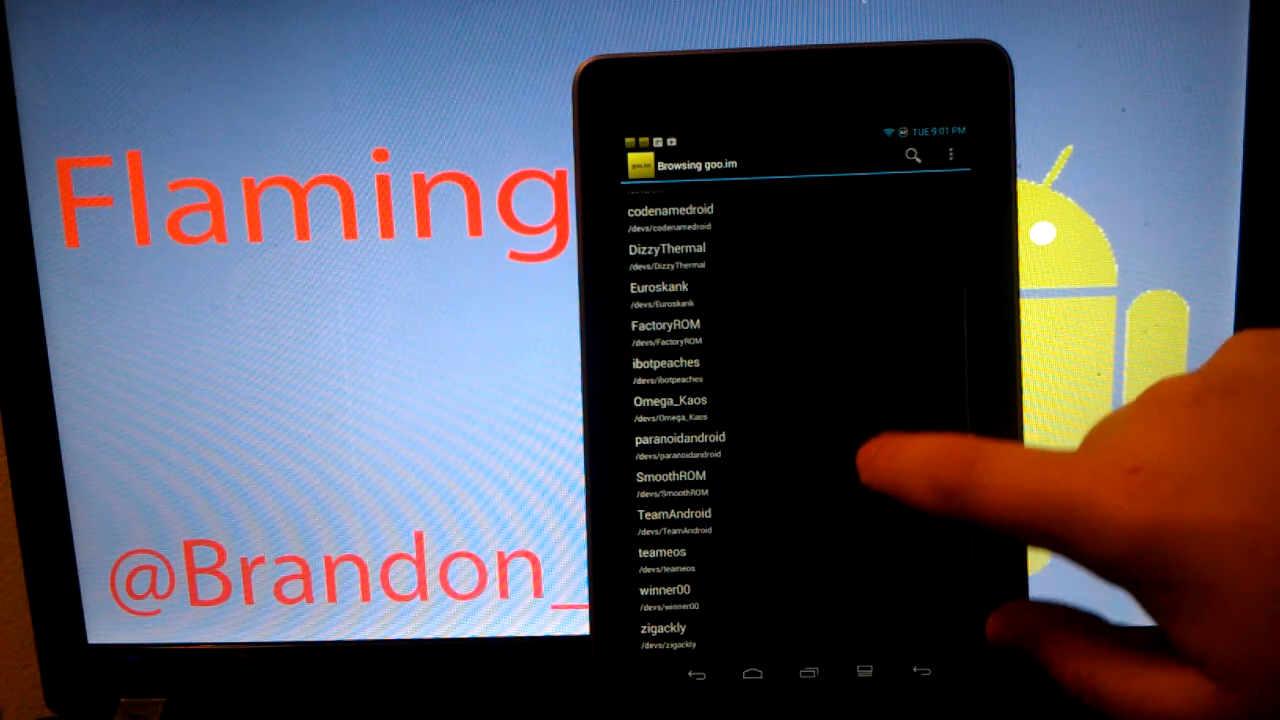 Flaming
@Brandon_
TUE 9:01 PM
goo.im
Browsing goo.im
codenamedroid
/devs/codenamedroid
DizzyThermal
/devs/DizzyThermal
Euroskank
/devs/Euroskank
FactoryROM
/devs/FactoryROM
ibotpeaches
/devs/ibotpeaches
Omega_Kaos
/devs/Omega_Kaos
paranoidandroid
/devs/paranoidandroid
SmoothROM
/devs/SmoothROM
TeamAndroid
/devs/TeamAndroid
teameos
/devs/teameos
winner00
/devs/winner00
zigackly
/devs/zigackly